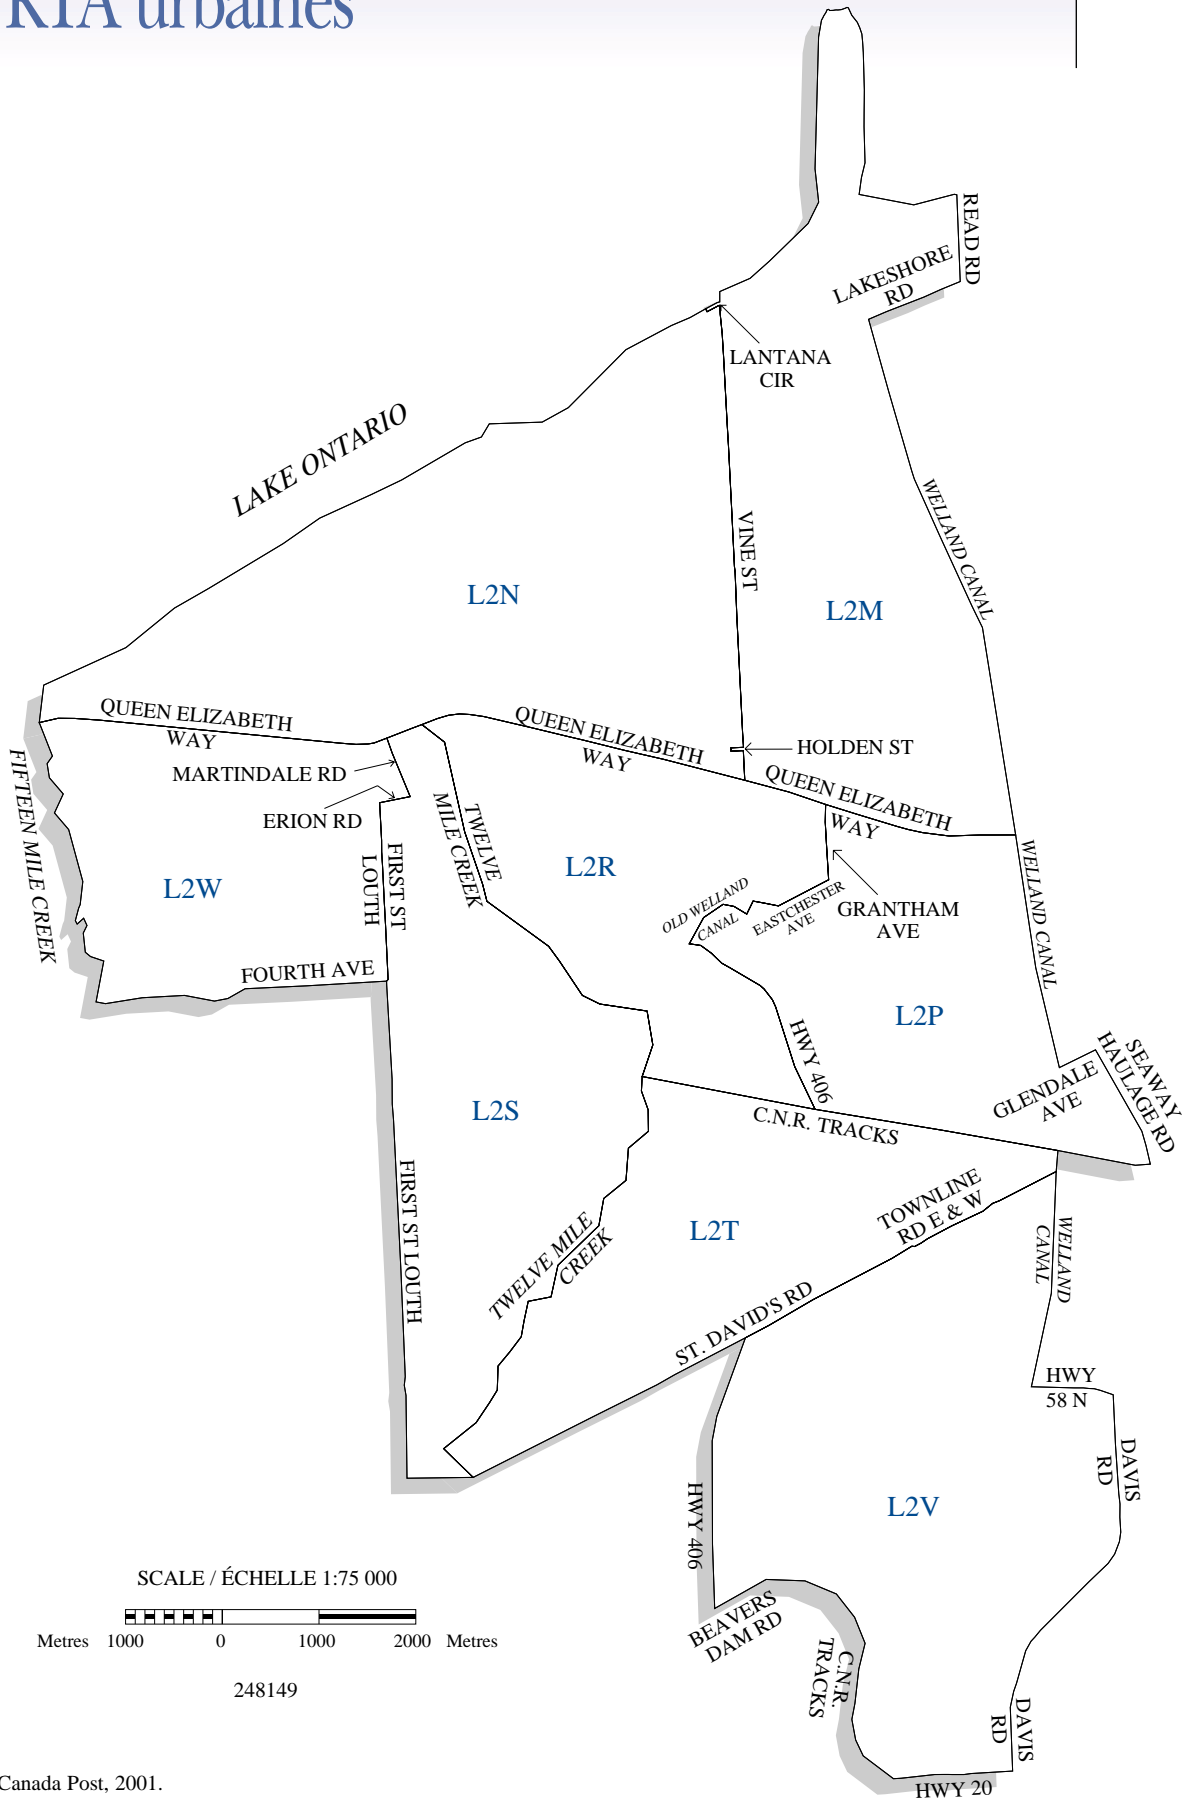 RTA urbaines
READ RD
LAKESHORE
RD
LANTANA
CIR
LAKE ONTARIO
WELLAND CANAL
VINE ST
L2N
L2M
QUEEN ELIZABETH
WAY
QUEEN ELIZABETH
WAY
HOLDEN ST
MARTINDALE RD
QUEEN ELIZABETH
WAY
FIFTEEN MILE CREEK
ERION RD
TWELVE
MILE CREEK
FIRST ST
LOUTH
L2R
L2W
WELLAND CANAL
OLD WELLAND
CANAL
EASTCHESTER
AVE
GRANTHAM
AVE
FOURTH AVE
L2P
HWY 406
SEAWAY
HAULAGE RD
GLENDALE
AVE
L2S
C.N.R. TRACKS
FIRST ST LOUTH
TOWNLINE
RD E & W
L2T
TWELVE MILE
CREEK
WELLAND
CANAL
ST. DAVID'S RD
HWY
58 N
DAVIS
RD
HWY 406
L2V
SCALE / ÉCHELLE 1:75 000
Metres 1000 0 1000 2000 Metres
248149
BEAVERS
DAM RD
C.N.R.
TRACKS
DAVIS
RD
Canada Post, 2001.
HWY 20